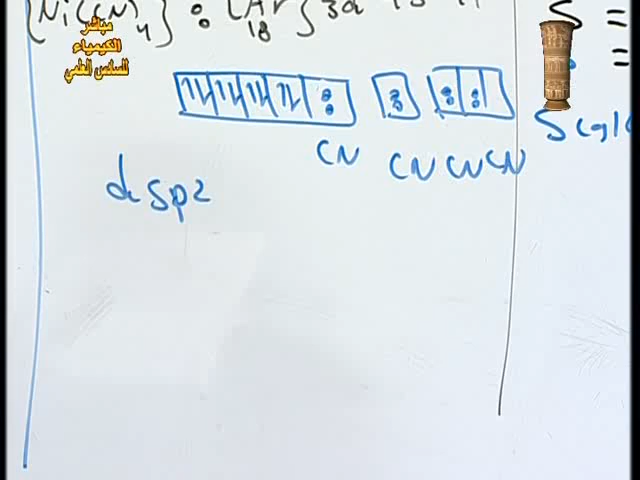 [Ni(CN)4] : [Ar] 3d
18
مباشر
الكيمياء
للسادس العلمي
CN CN CN CN
dsp2
S =
=